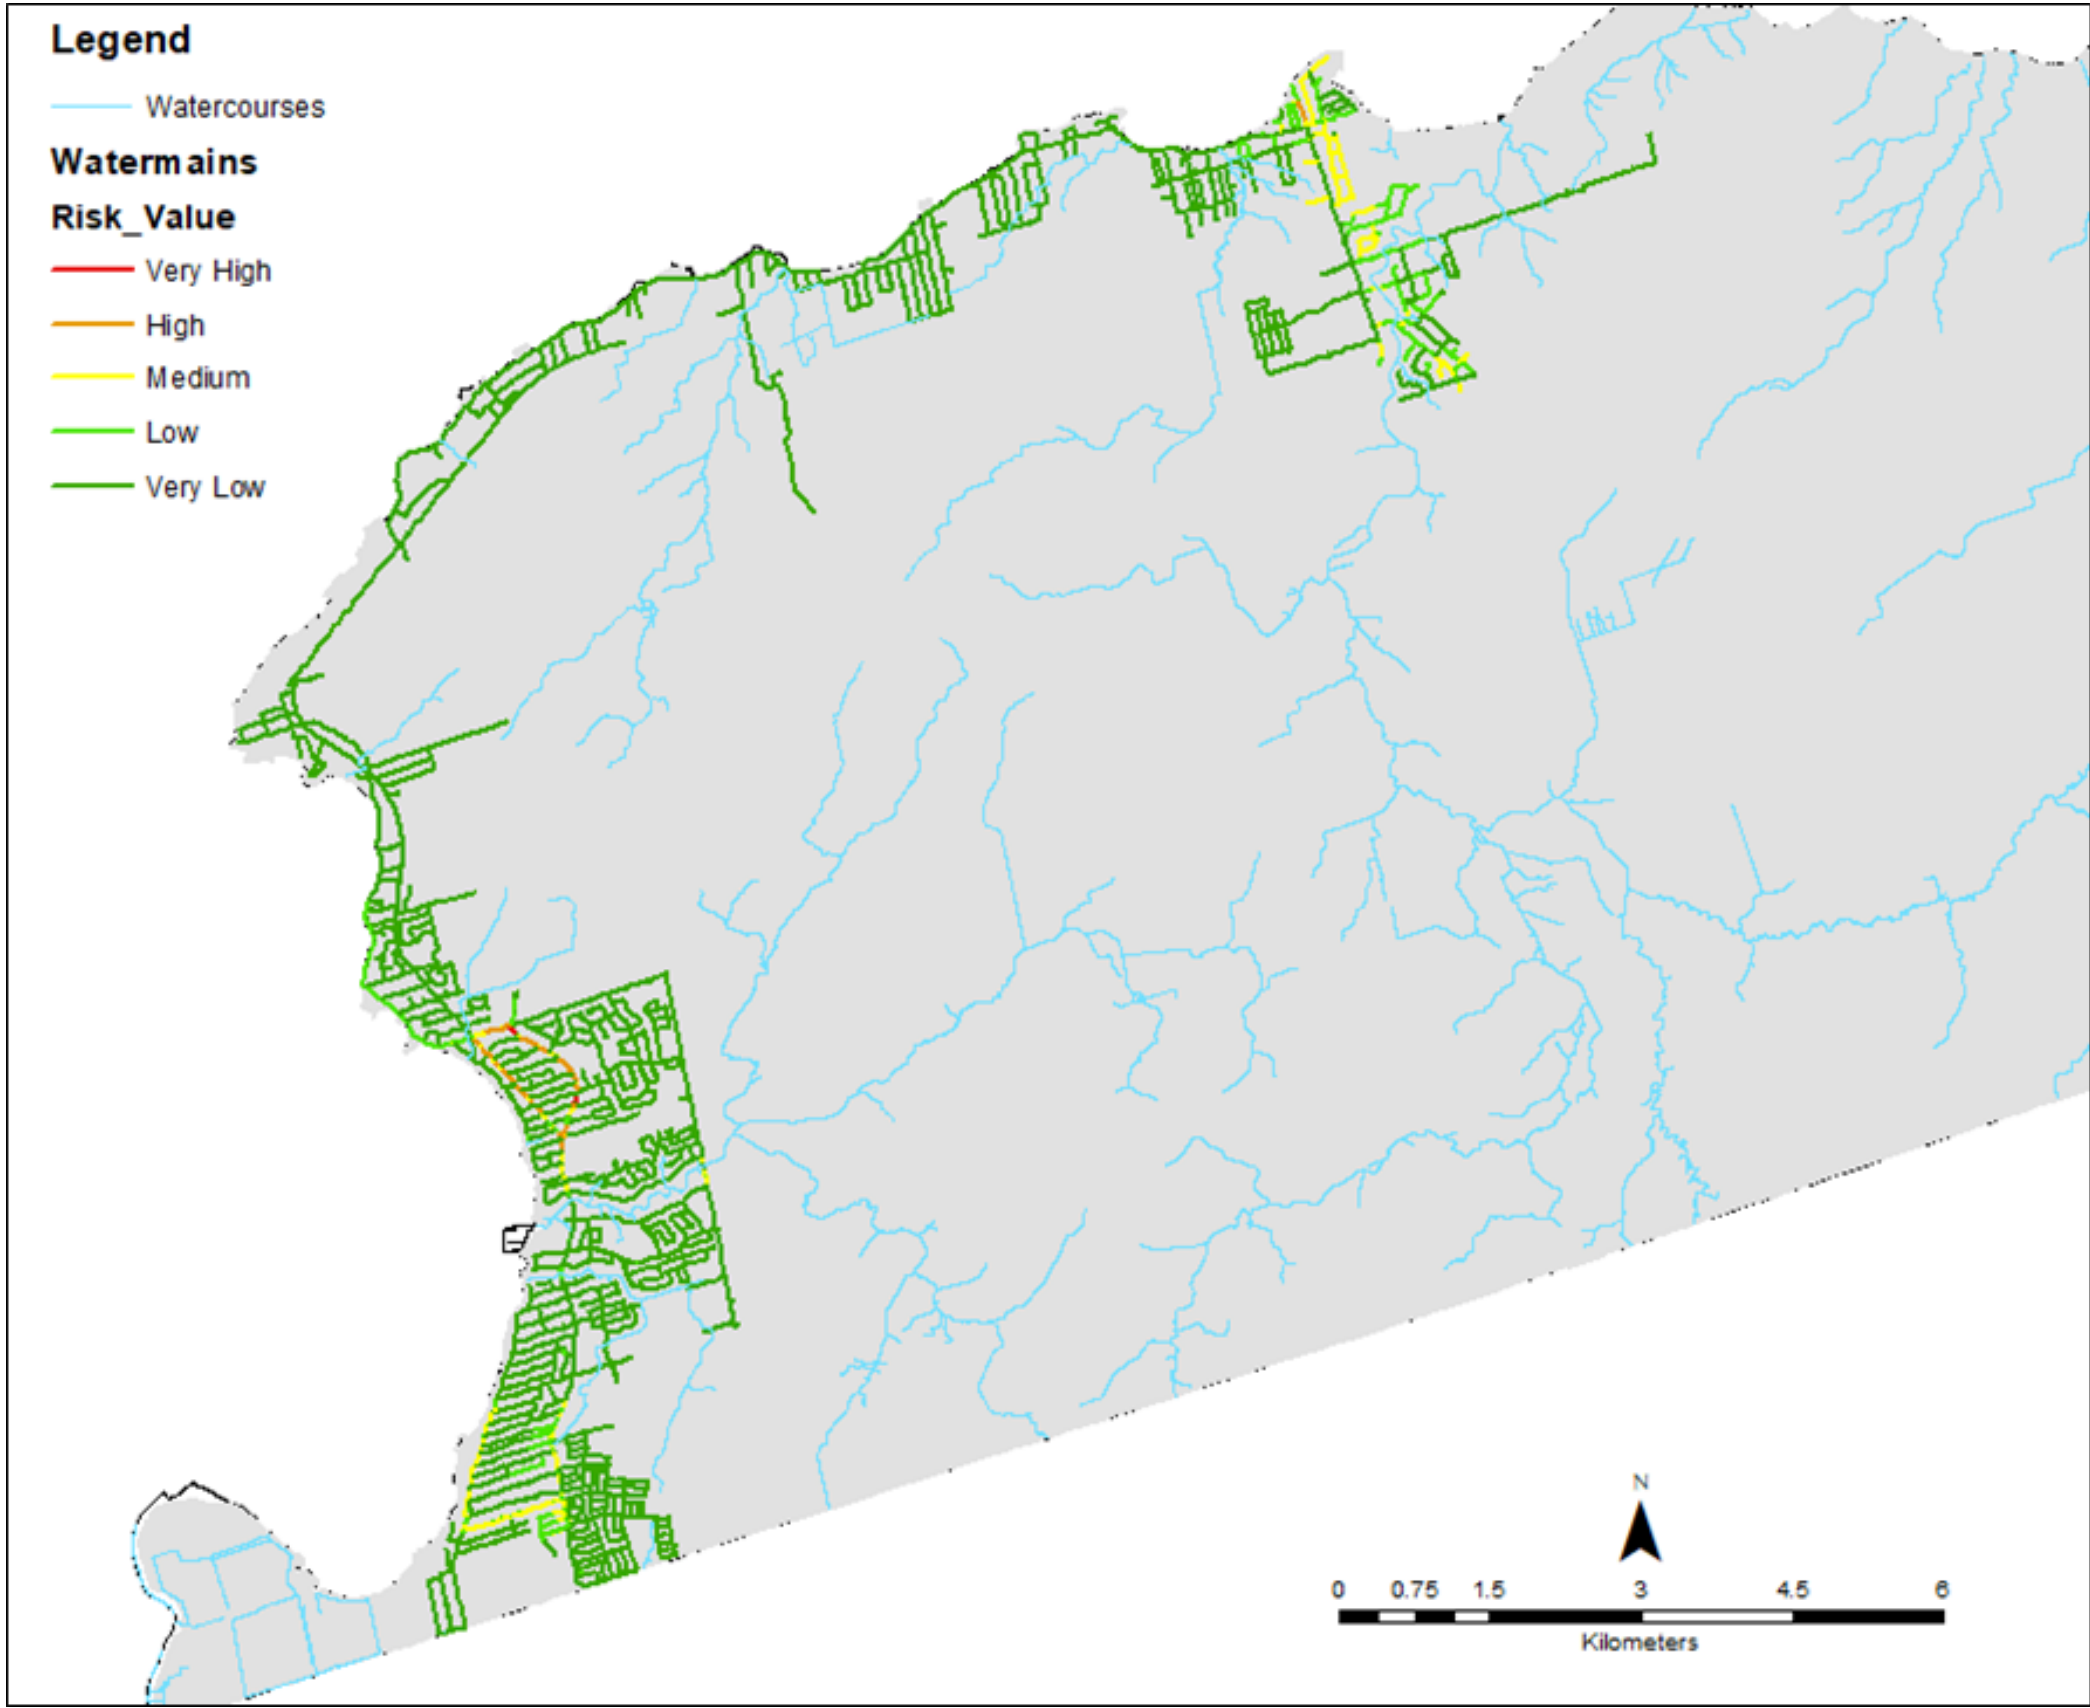 Legend
Watercourses
Watermains
Risk_Value
Very High
High
Medium
Low
Very Low
N
0 0.75 1.5 3 4.5 6
Kilometers